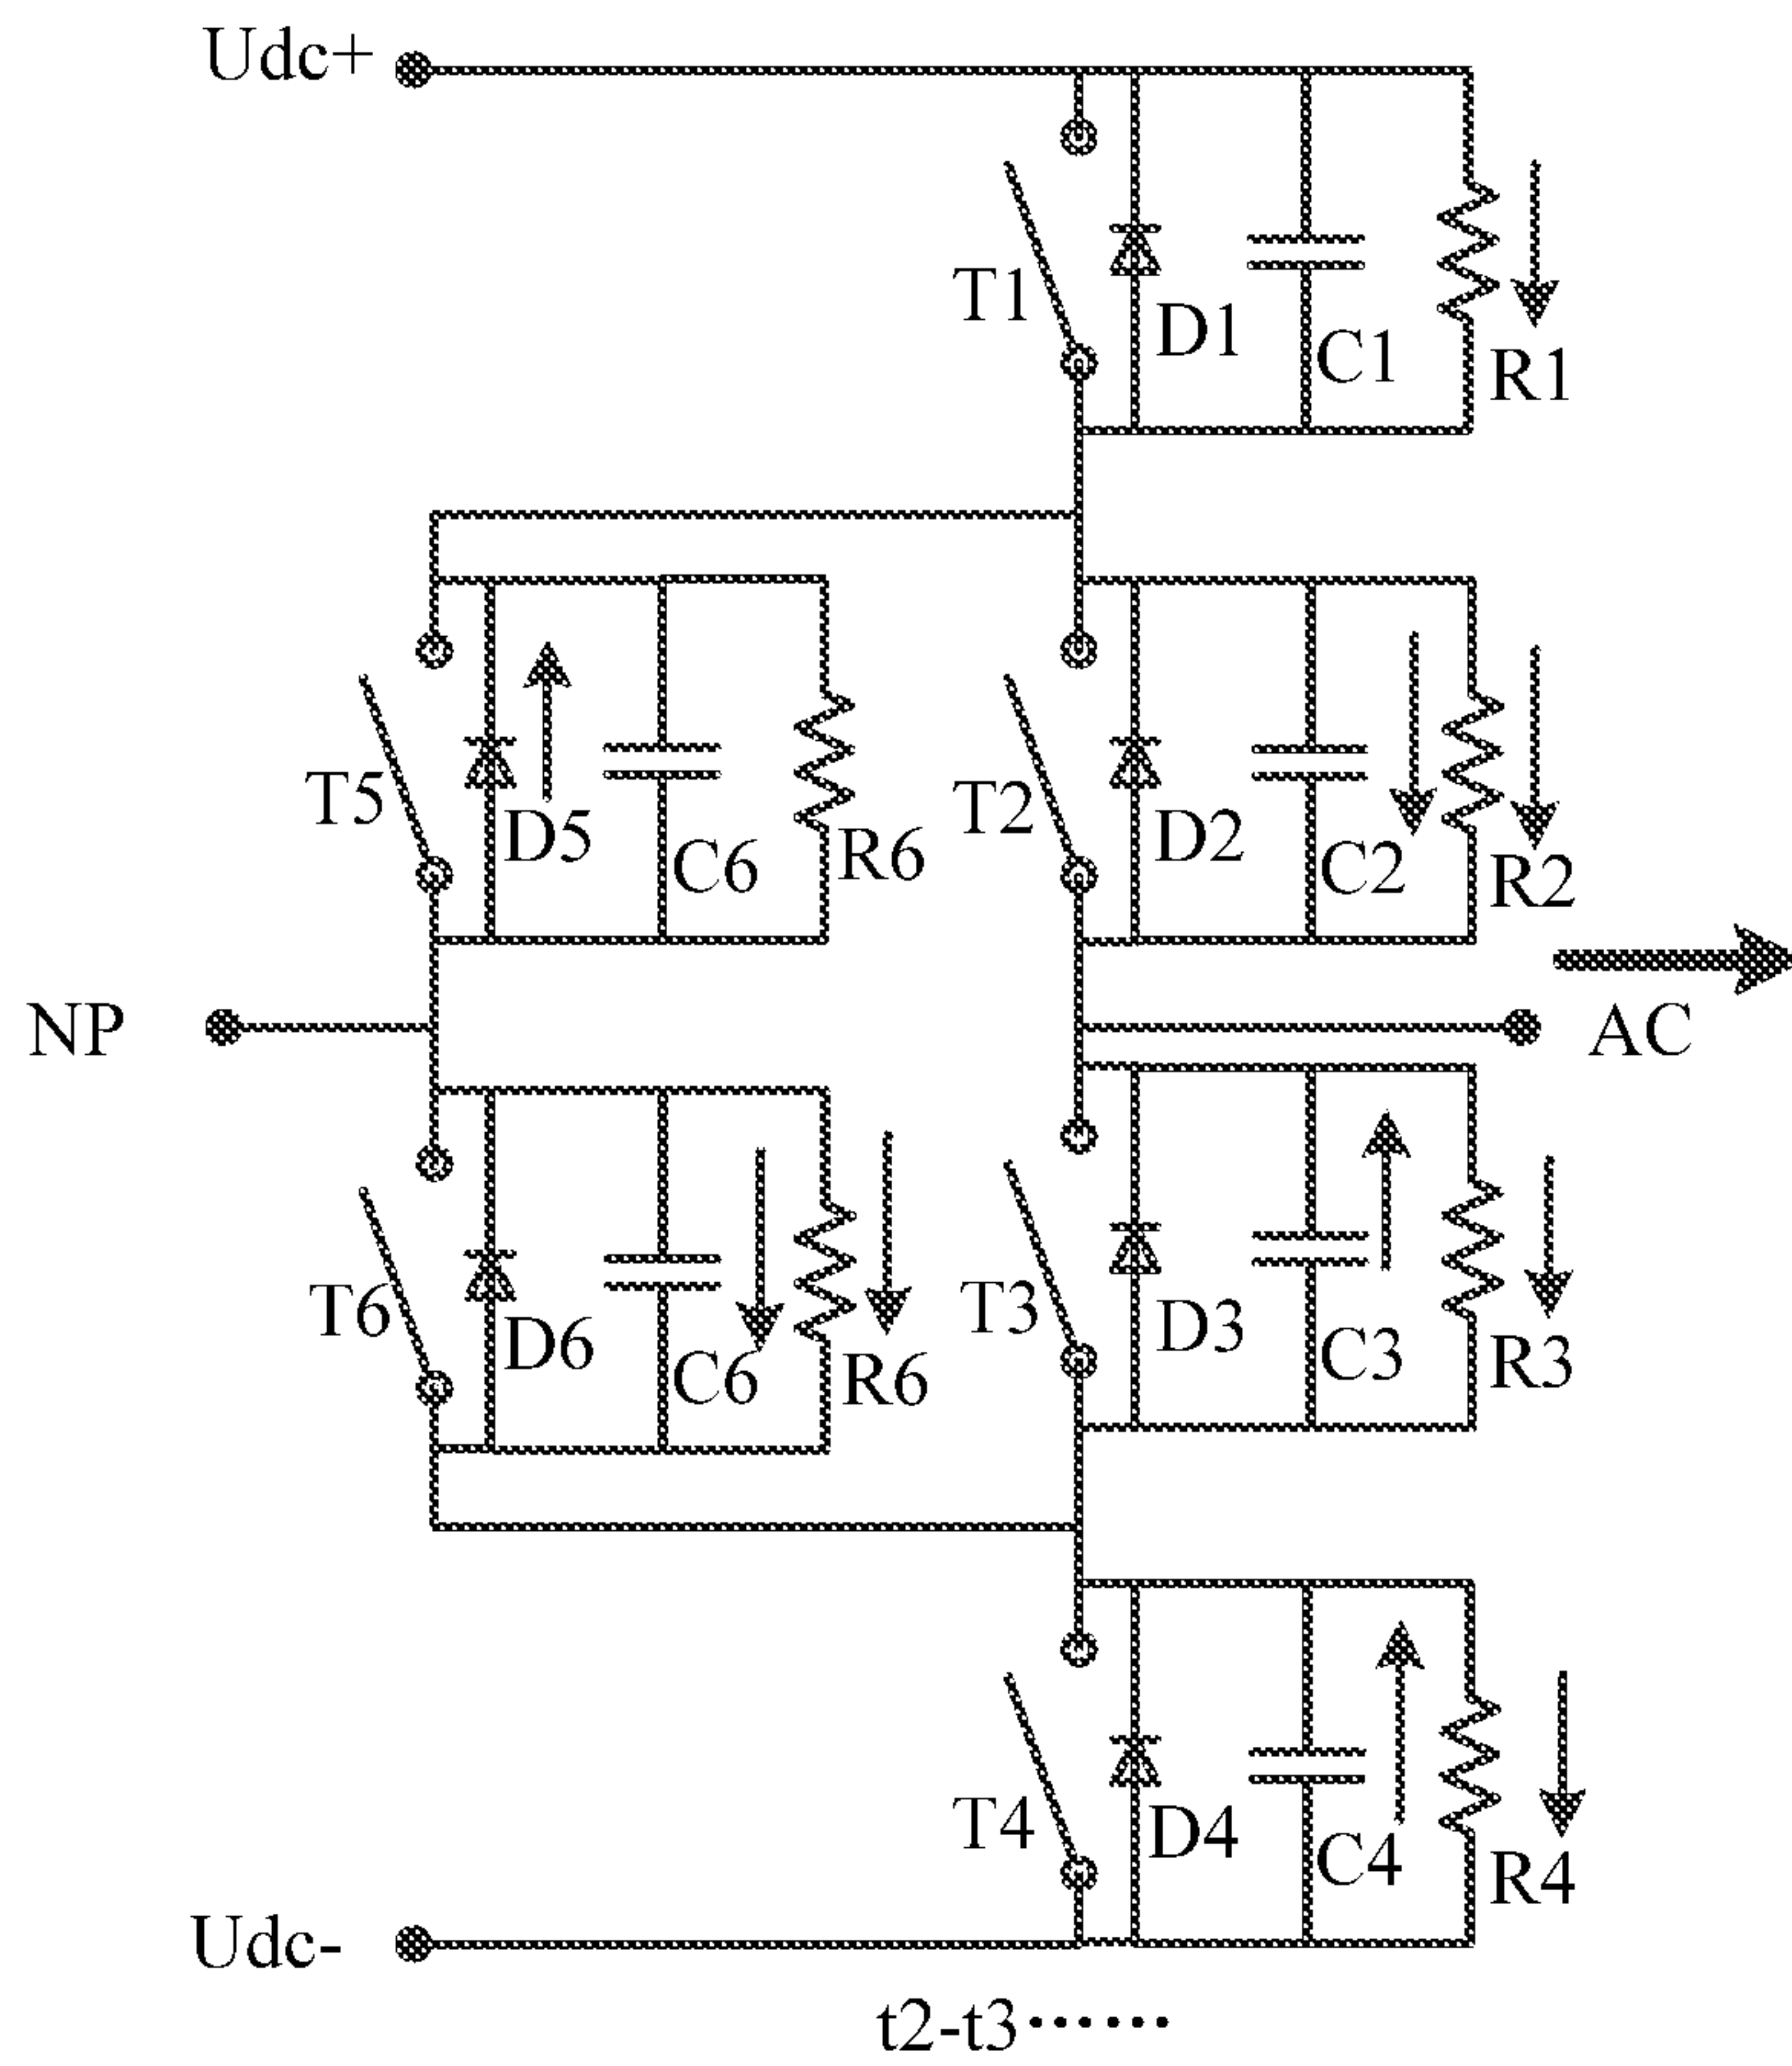 Udc+
T1
D1
C1
R1
T5
D5
C6
R6
T2
D2
C2
R2
NP
AC
T6
D6
C6
R6
T3
D3
C3
R3
T4
D4
C4
R4
Udc-
t2-t3······